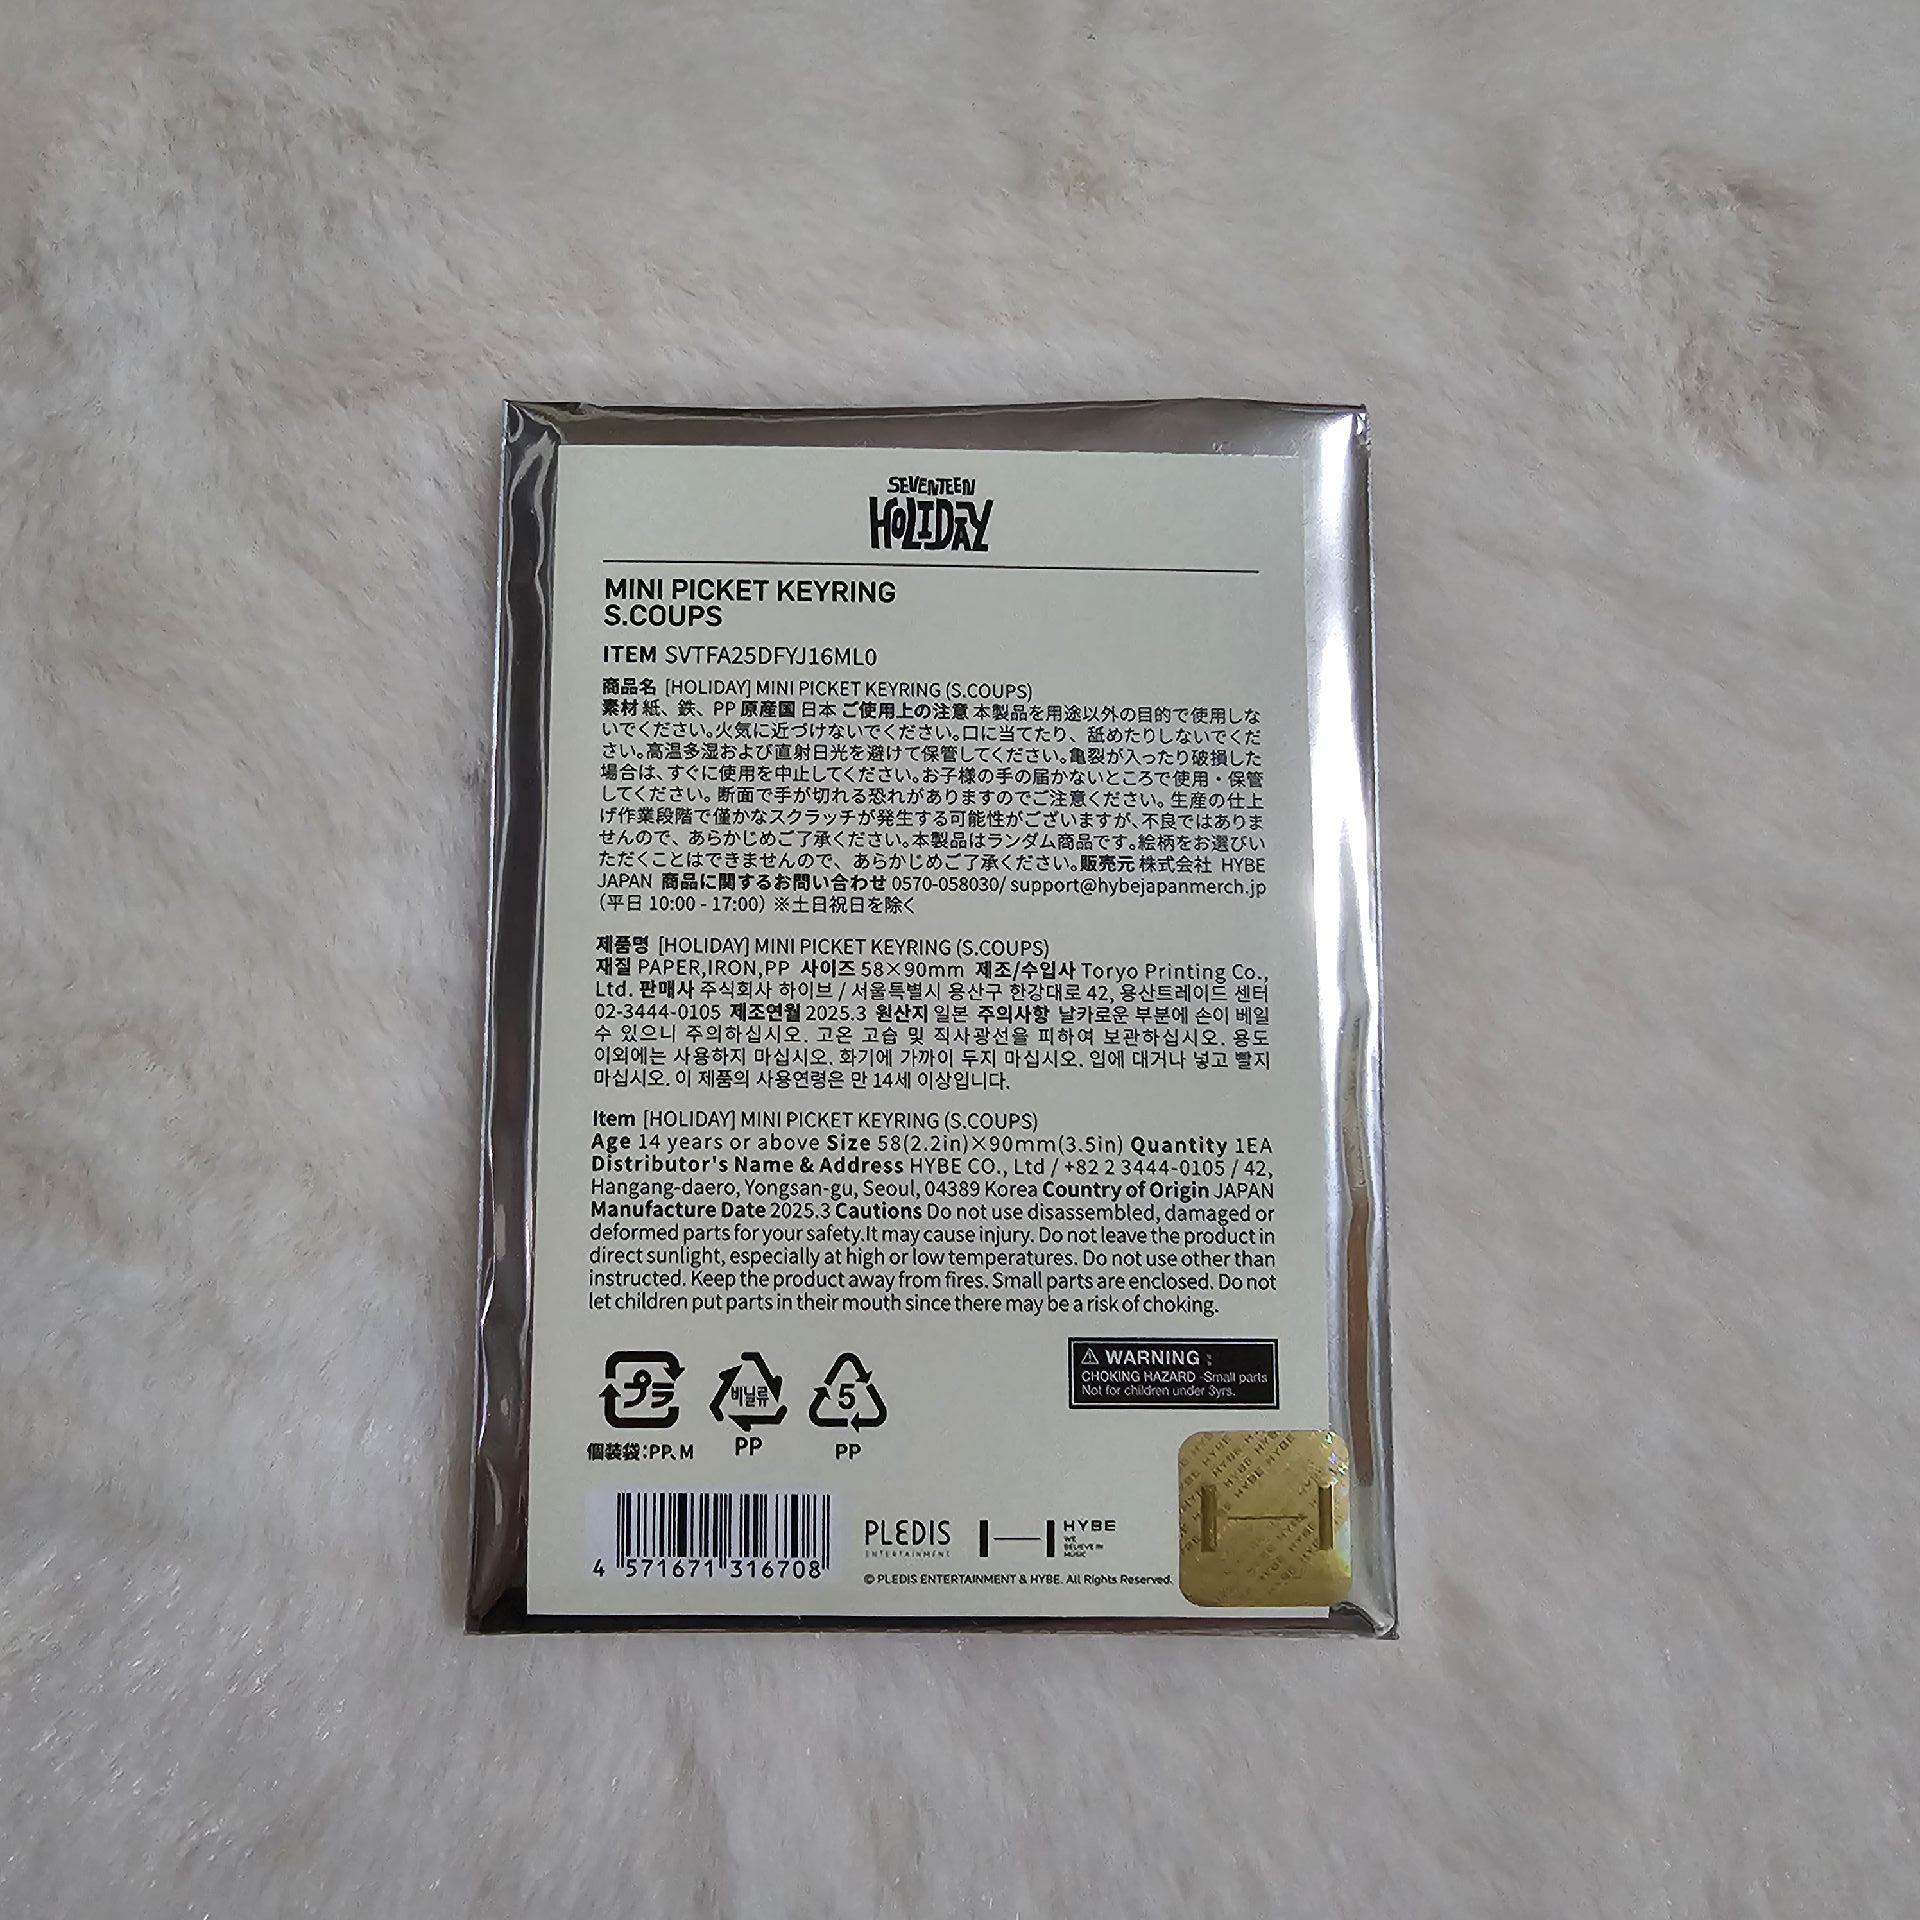 SEVENTEEN
HOLIDAY
MINI PICKET KEYRING
S.COUPS
ITEM SVTFA25DFYJ16ML0
商品名 [HOLIDAY] MINI PICKET KEYRING (S.COUPS)
素材 紙、鉄、PP 原産国 日本 ご使用上の注意 本製品を用途以外の目的で使用しな
いでください。火気に近づけないでください。口に当てたり、舐めたりしないでくだ
さい。高温多湿および直射日光を避けて保管してください。亀裂が入ったり破損した
場合は、すぐに使用を中止してください。お子様の手の届かないところで使用・保管
してください。断面で手が切れる恐れがありますのでご注意ください。生産の仕上
げ作業段階で僅かなスクラッチが発生する可能性がございますが、不良ではありま
せんので、あらかじめご了承ください。本製品はランダム商品です。絵柄をお選びい
ただくことはできませんので、あらかじめご了承ください。販売元 株式会社 HYBE
JAPAN 商品に関するお問い合わせ 0570-058030/ support@hybejapanmerch.jp
(平日 10:00 - 17:00) ※土日祝日を除く
제품명 [HOLIDAY] MINI PICKET KEYRING (S.COUPS)
재질 PAPER,IRON,PP 사이즈 58×90mm 제조/수입사 Toryo Printing Co.,
Ltd. 판매사 주식회사 하이브 / 서울특별시 용산구 한강대로 42, 용산트레이드 센터
02-3444-0105 제조연월 2025.3 원산지 일본 주의사항 날카로운 부분에 손이 베일
수 있으니 주의하십시오. 고온 고습 및 직사광선을 피하여 보관하십시오. 용도
이외에는 사용하지 마십시오. 화기에 가까이 두지 마십시오. 입에 대거나 넣고 빨지
마십시오. 이 제품의 사용연령은 만 14세 이상입니다.
Item [HOLIDAY] MINI PICKET KEYRING (S.COUPS)
Age 14 years or above Size 58(2.2in)×90mm(3.5in) Quantity 1EA
Distributor's Name & Address HYBE CO., Ltd / +82 2 3444-0105 / 42,
Hangang-daero, Yongsan-gu, Seoul, 04389 Korea Country of Origin JAPAN
Manufacture Date 2025.3 Cautions Do not use disassembled, damaged or
deformed parts for your safety.It may cause injury. Do not leave the product in
direct sunlight, especially at high or low temperatures. Do not use other than
instructed. Keep the product away from fires. Small parts are enclosed. Do not
let children put parts in their mouth since there may be a risk of choking.
WARNING :
CHOKING HAZARD -Small parts
Not for children under 3yrs.
プラ 비닐류 5
個装袋:PP、M PP PP
4 571671 316708
PLEDIS
ENTERTAINMENT
HYBE
WE
BELIEVE IN
MUSIC
© PLEDIS ENTERTAINMENT & HYBE. All Rights Reserved.
HYBE HYBE HYBE